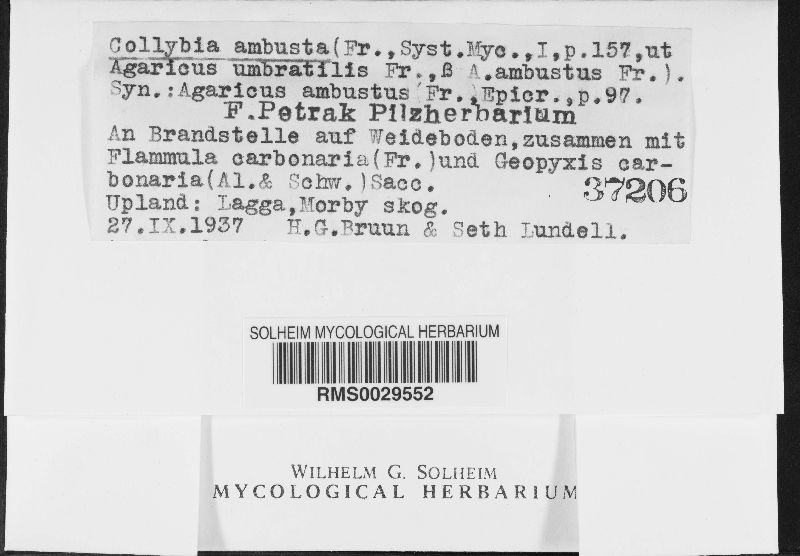 Collybia ambusta(Fr.,Syst.Myc.,I,p.157,ut
Agaricus umbratilis Fr.,ß A.ambustus Fr.).
Syn.:Agaricus ambustus Fr.,Epicr.,p.97.
F.Petrak Pilzherbarium
An Brandstelle auf Weideboden,zusammen mit
Flammula carbonaria(Fr.)und Geopyxis car-
bonaria(Al.& Schw.)Sacc.
37206
Upland: Lagga,Morby skog.
27.IX.1937 H.G.Bruun & Seth Lundell.
SOLHEIM MYCOLOGICAL HERBARIUM
RMS0029552
WILHELM G. SOLHEIM
MYCOLOGICAL HERBARIUM